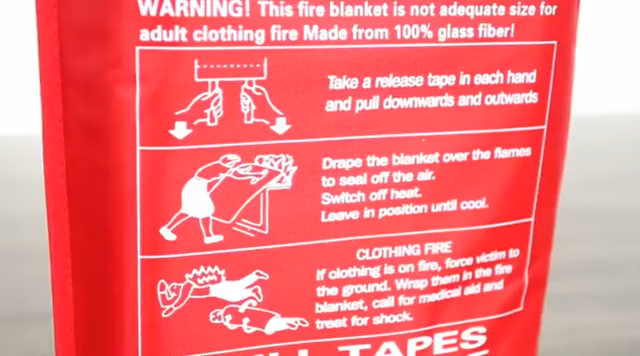 WARNING! This fire blanket is not adequate size for
adult clothing fire Made from 100% glass fiber!
Take a release tape in each hand
and pull downwards and outwards
Drape the blanket over the flames
to seal off the air.
Switch off heat.
Leave in position until cool.
CLOTHING FIRE
If clothing is on fire, force victim to
the ground. Wrap them in the fire
blanket, call for medical aid and
treat for shock.
TAPES